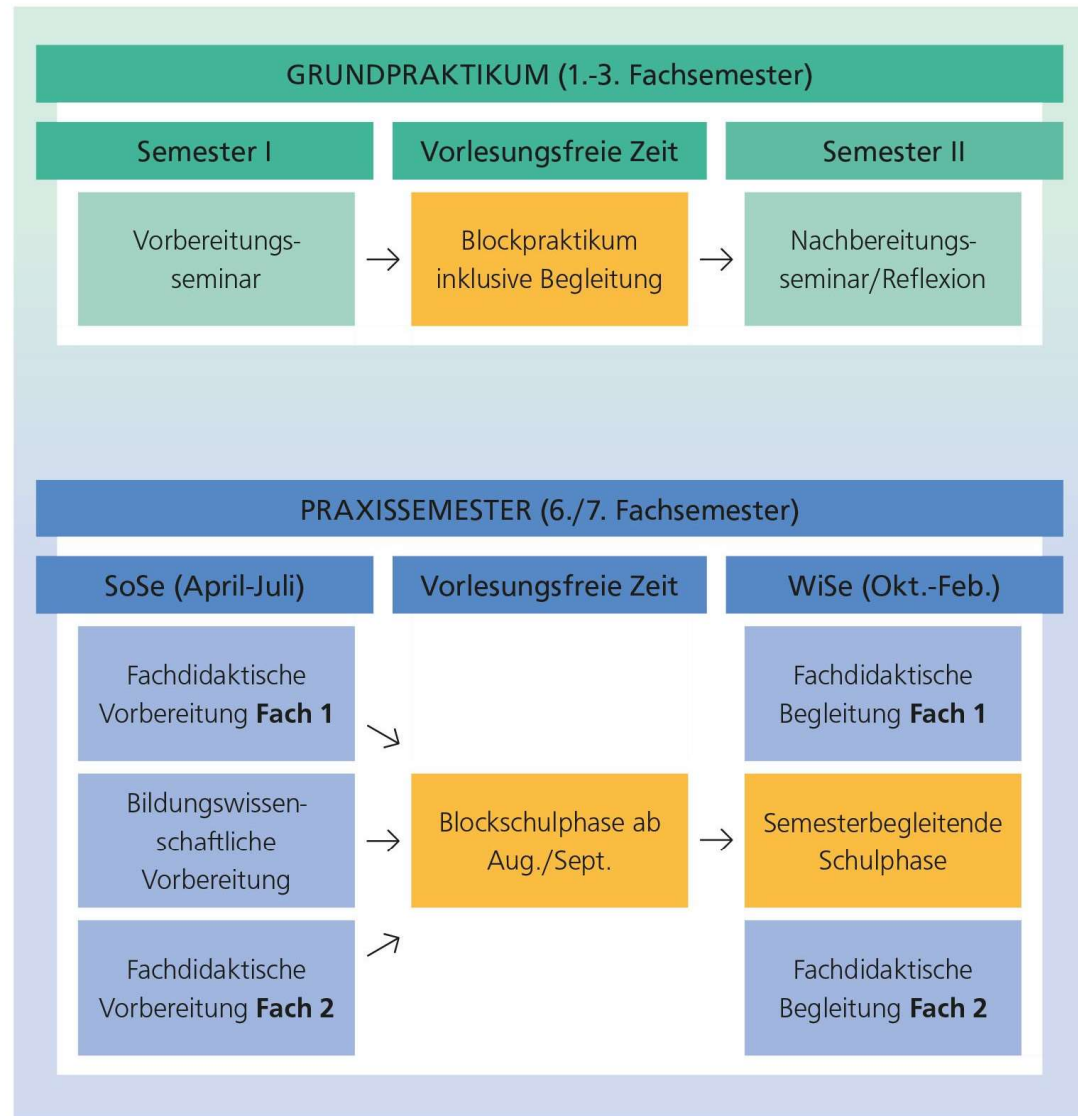 GRUNDPRAKTIKUM (1.-3. Fachsemester)
Semester I
Vorlesungsfreie Zeit
Semester II
Vorbereitungs-
seminar
→
Blockpraktikum
inklusive Begleitung
→
Nachbereitungs-
seminar/Reflexion
PRAXISSEMESTER (6./7. Fachsemester)
SoSe (April-Juli)
Vorlesungsfreie Zeit
WiSe (Okt.-Feb.)
Fachdidaktische
Vorbereitung Fach 1
Bildungswissen-
schaftliche
Vorbereitung
Fachdidaktische
Vorbereitung Fach 2
Blockschulphase ab
Aug./Sept.
Fachdidaktische
Begleitung Fach 1
Semesterbegleitende
Schulphase
Fachdidaktische
Begleitung Fach 2